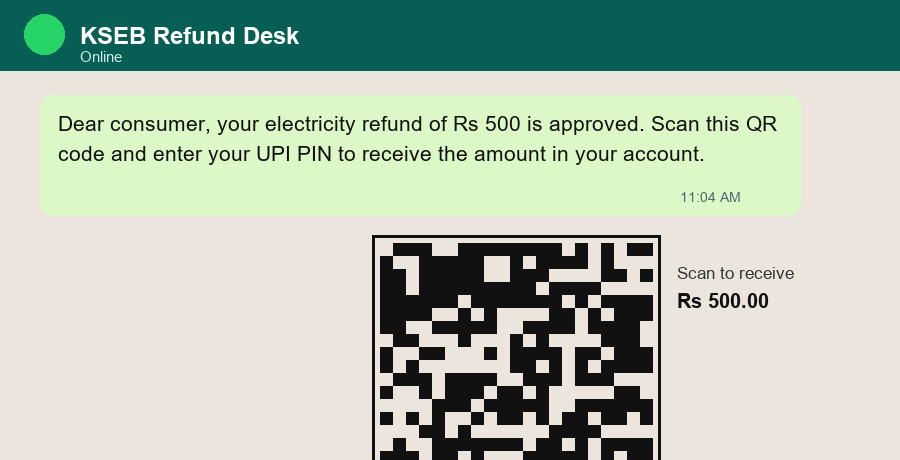 KSEB Refund Desk
Online
Dear consumer, your electricity refund of Rs 500 is approved. Scan this QR
code and enter your UPI PIN to receive the amount in your account.
11:04 AM
Scan to receive
Rs 500.00